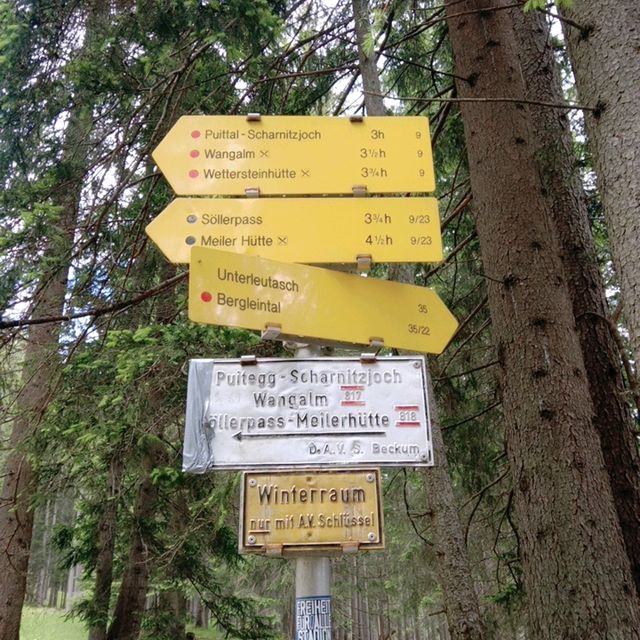 Puittal-Scharnitzjoch 3h 9
Wangalm 3½h 9
Wettersteinhütte 3¾h 9
Söllerpass 3¾h 9/23
Meiler Hütte 4½h 9/23
Unterleutasch 35
Bergleintal 35/22
Puitegg-Scharnitzjoch
Wangalm 817
öllerpass-Meilerhütte 818
D.A.V. S. Beckum
Winterraum
nur mit A.V. Schlüssel
FREIHEIT
FÜR ALLE
STADIO